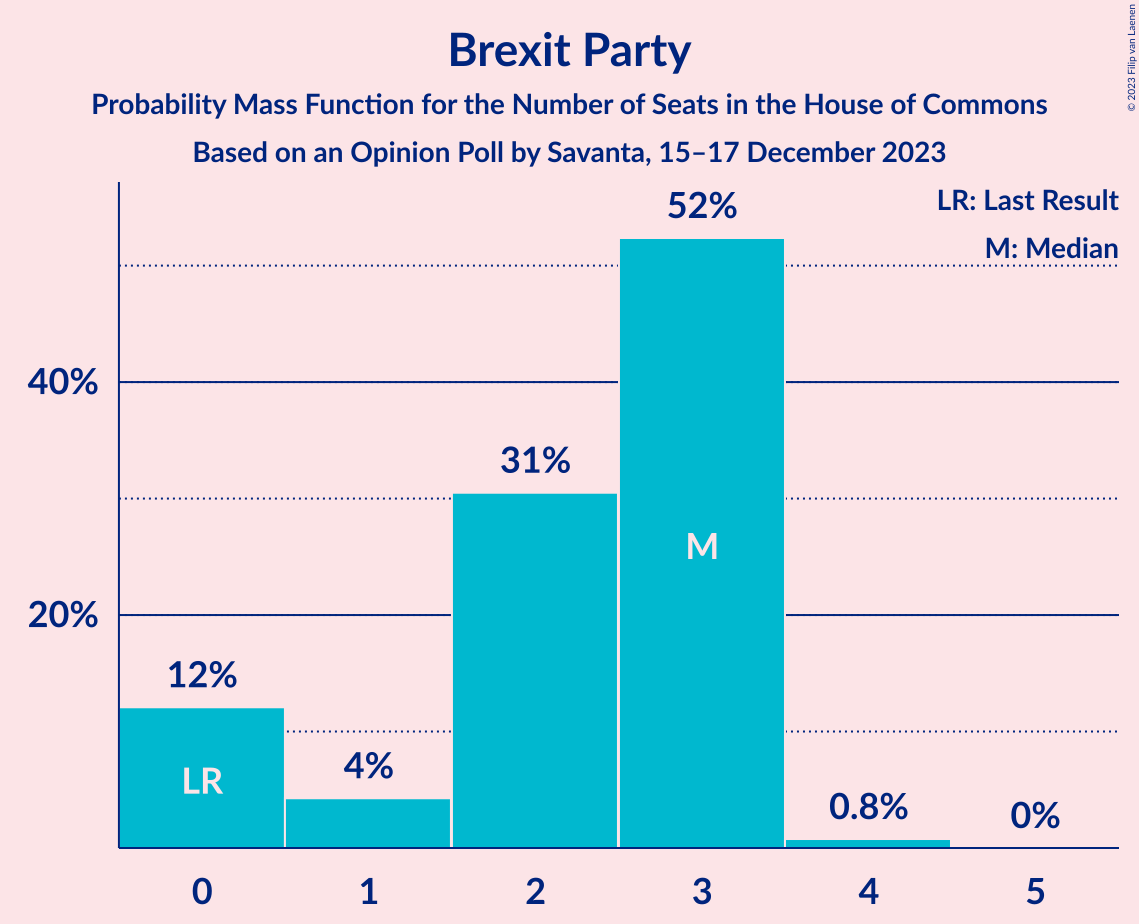 Brexit Party
Probability Mass Function for the Number of Seats in the House of Commons
Based on an Opinion Poll by Savanta, 15–17 December 2023
© 2023 Filip van Laenen
LR: Last Result
M: Median
52%
40%
31%
M
20%
12%
4%
LR
0.8%
0%
0 1 2 3 4 5